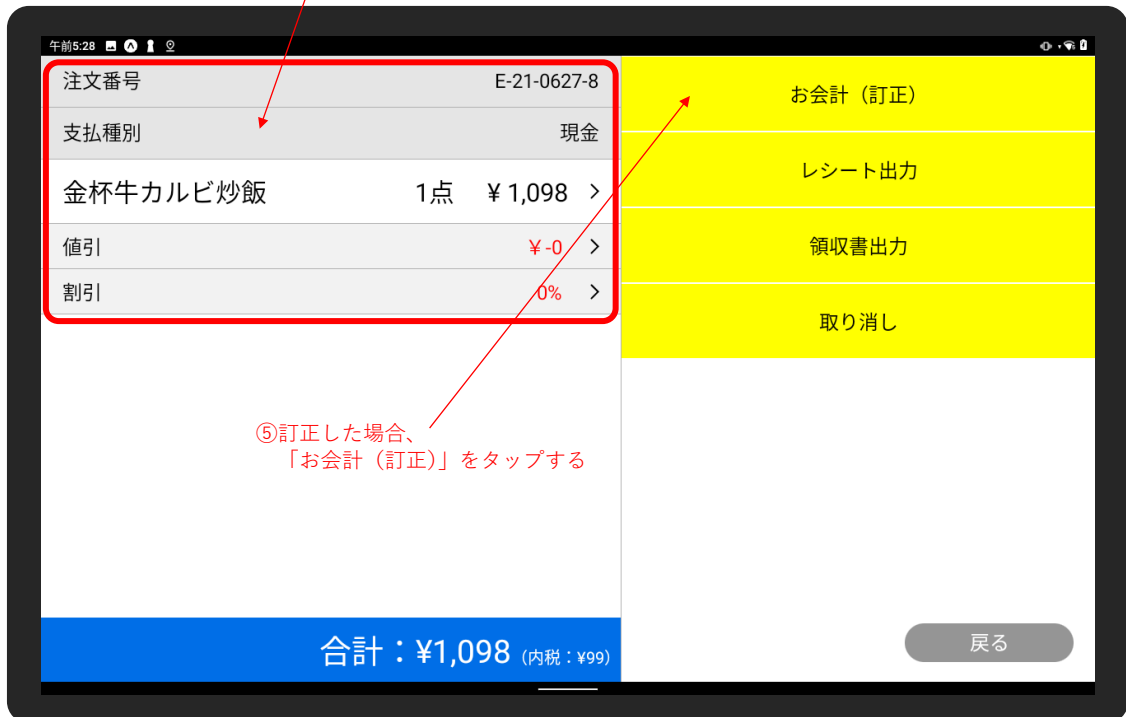 午前5:28
注文番号 E-21-0627-8
支払種別 現金
金杯牛カルビ炒飯 1点 ¥1,098
値引 ¥-0
割引 0%
⑤訂正した場合、
「お会計（訂正）」をタップする
合計：¥1,098 （内税：¥99）
お会計（訂正）
レシート出力
領収書出力
取り消し
戻る